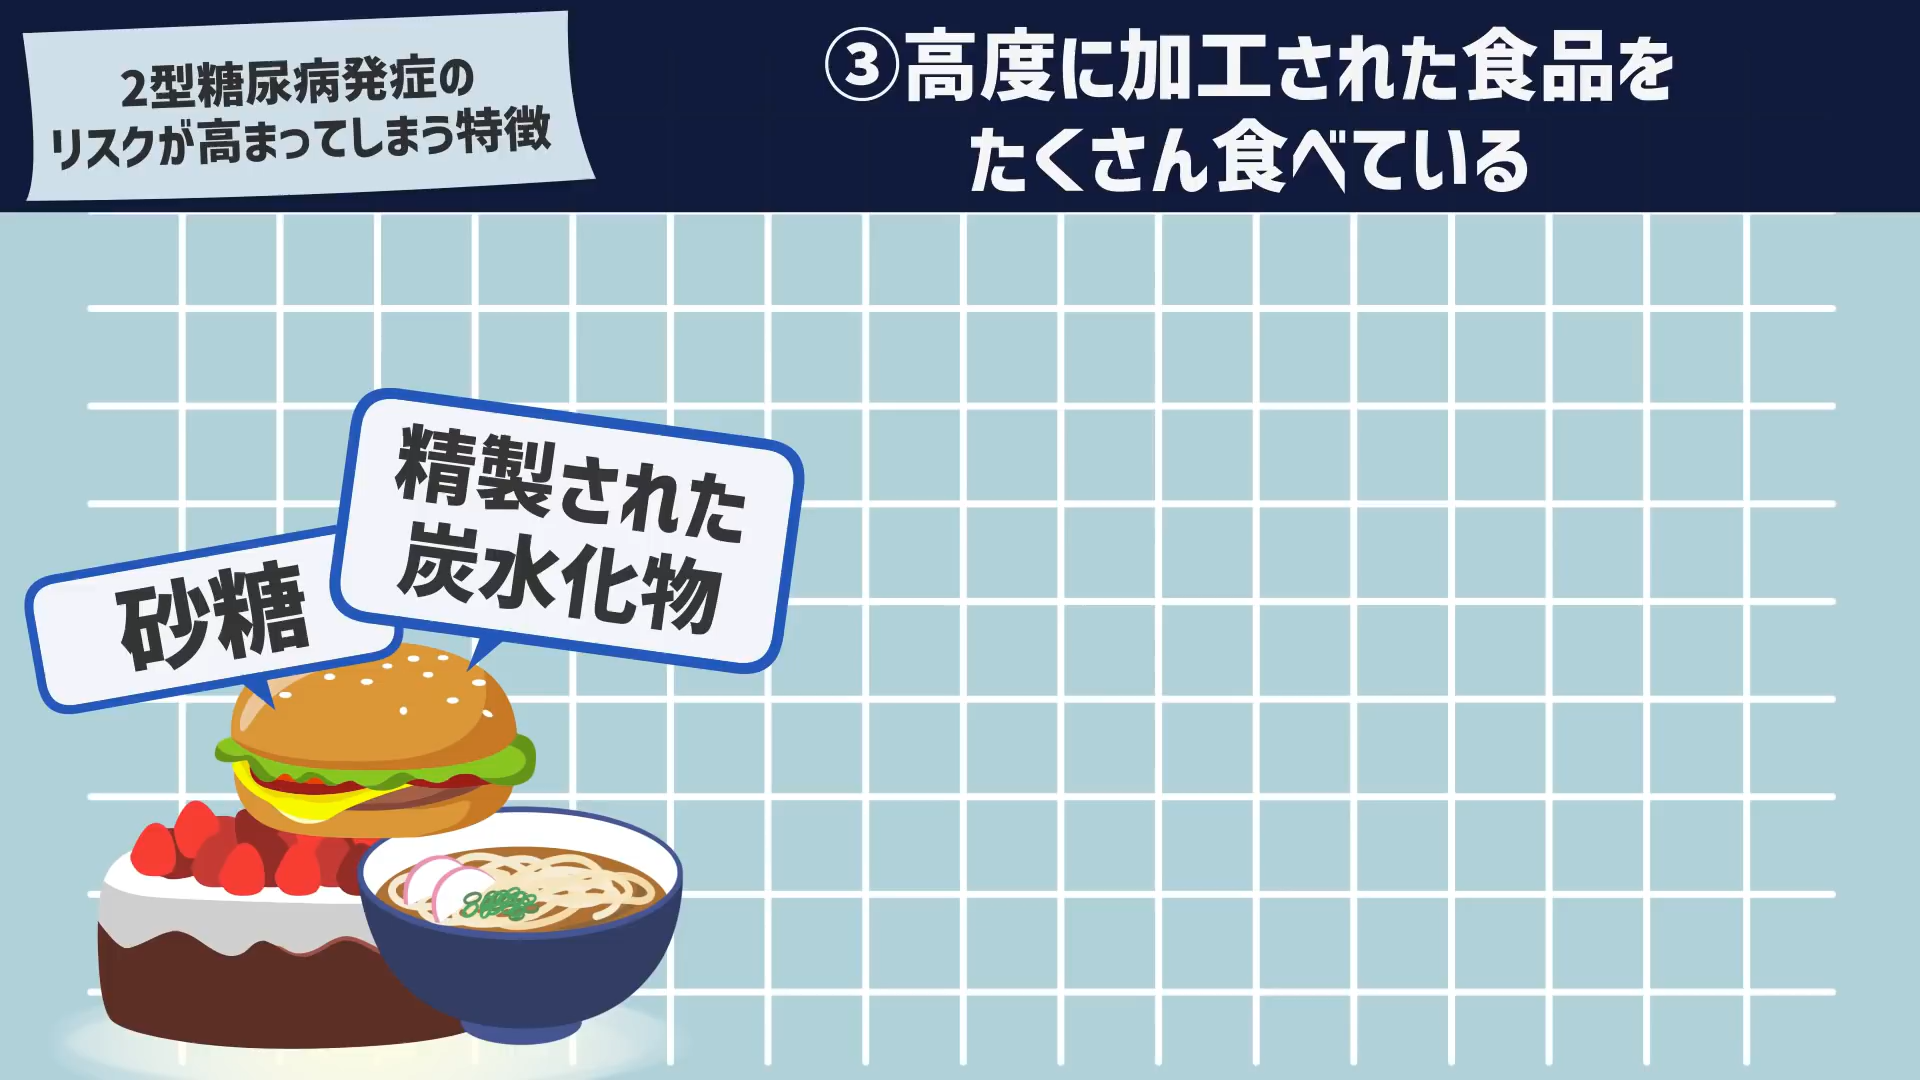 2型糖尿病発症の
リスクが高まってしまう特徴
③高度に加工された食品を
たくさん食べている
精製された
炭水化物
砂糖